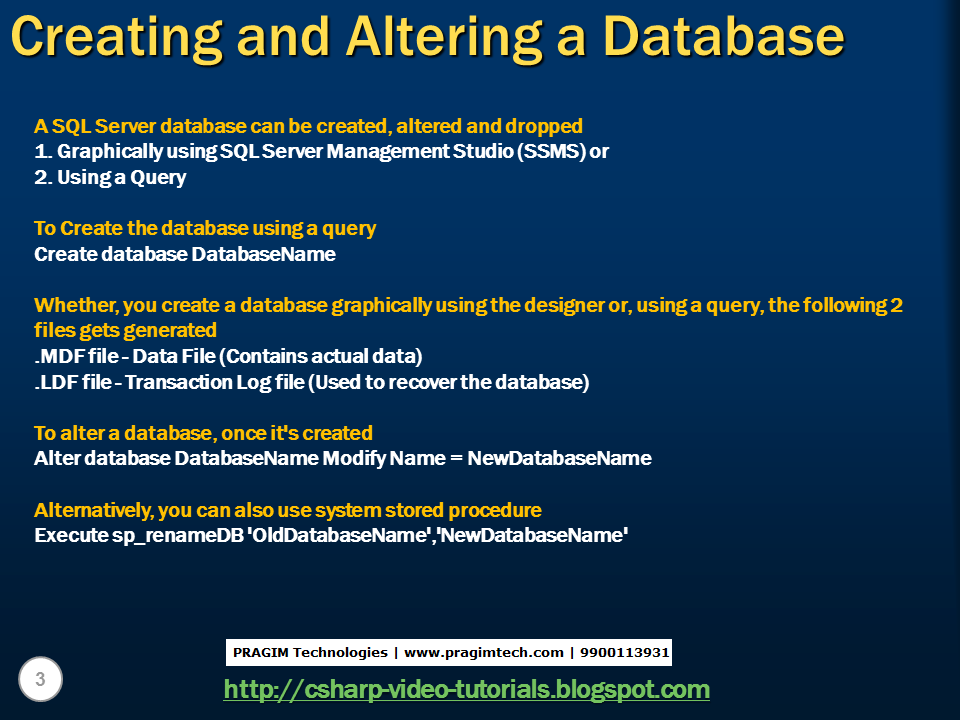 Creating and Altering a Database
A SQL Server database can be created, altered and dropped
1. Graphically using SQL Server Management Studio (SSMS) or
2. Using a Query
To Create the database using a query
Create database DatabaseName
Whether, you create a database graphically using the designer or, using a query, the following 2
files gets generated
.MDF file - Data File (Contains actual data)
.LDF file - Transaction Log file (Used to recover the database)
To alter a database, once it's created
Alter database DatabaseName Modify Name = NewDatabaseName
Alternatively, you can also use system stored procedure
Execute sp_renameDB 'OldDatabaseName','NewDatabaseName'
PRAGIM Technologies | www.pragimtech.com | 9900113931
3
http://csharp-video-tutorials.blogspot.com